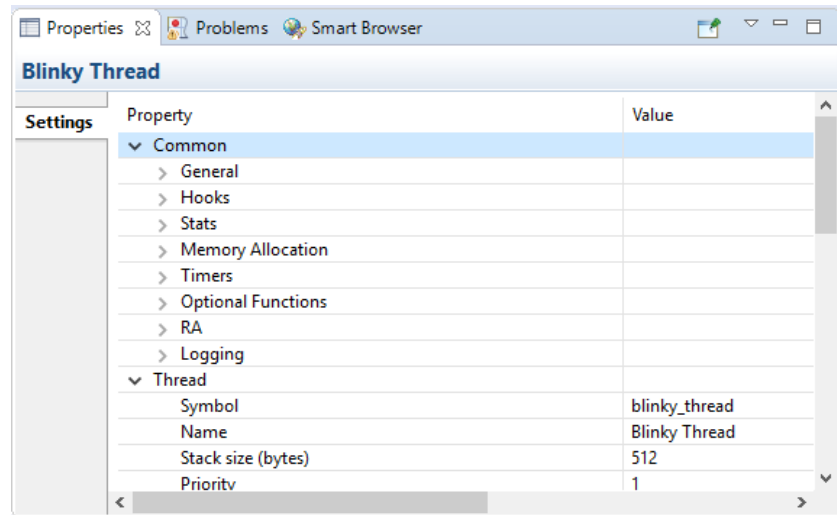 Properties Problems Smart Browser
Blinky Thread
Settings
Property Value
Common
General
Hooks
Stats
Memory Allocation
Timers
Optional Functions
RA
Logging
Thread
Symbol blinky_thread
Name Blinky Thread
Stack size (bytes) 512
Priority 1